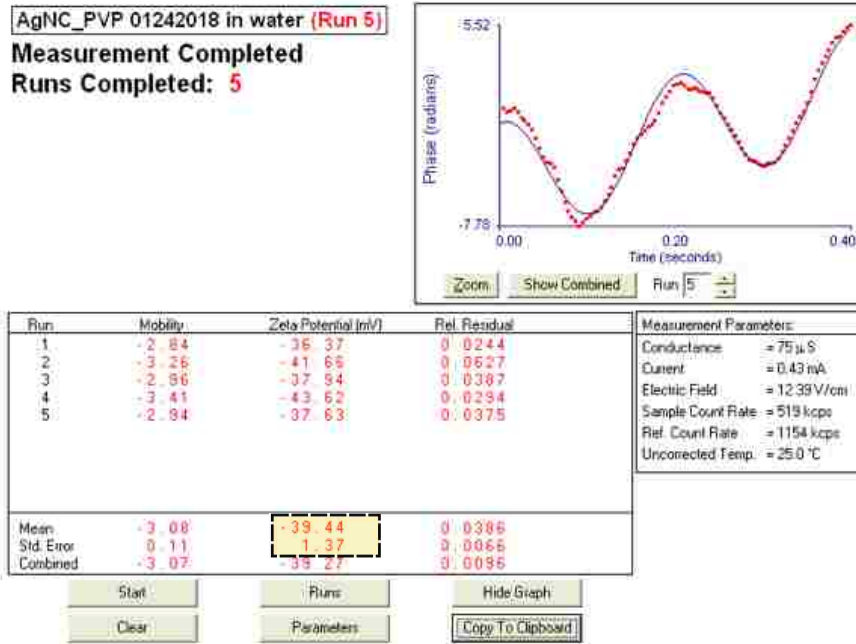 AgNC_PVP 01242018 in water (Run 5)
Measurement Completed
Runs Completed: 5
5.52
Phase (radians)
-7.78
0.00 0.20 0.40
Time (seconds)
Zoom Show Combined Run 5
Run Mobility Zeta Potential (mV) Rel. Residual
1 -2.84 -36.37 0.0244
2 -3.26 -41.66 0.0627
3 -2.96 -37.94 0.0387
4 -3.41 -43.62 0.0294
5 -2.94 -37.63 0.0375
Mean -3.08 -39.44 0.0386
Std. Error 0.11 1.37 0.0066
Combined -3.07 -39.27 0.0096
Measurement Parameters:
Conductance = 75 µS
Current = 0.43 mA
Electric Field = 12.39 V/cm
Sample Count Rate = 519 kcps
Ref. Count Rate = 1154 kcps
Uncorrected Temp. = 25.0 °C
Start Runs Hide Graph
Clear Parameters Copy To Clipboard